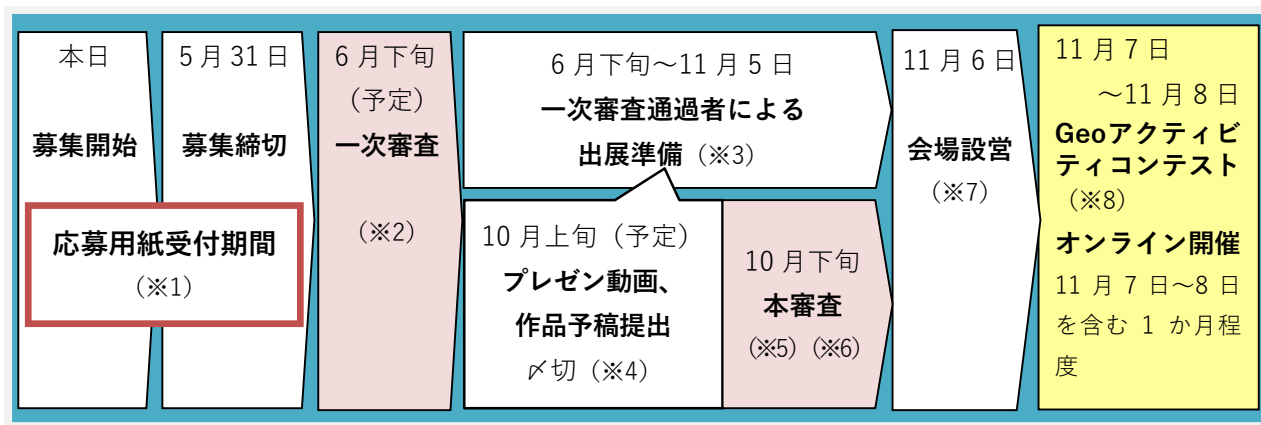 本日
募集開始
5月31日
募集締切
応募用紙受付期間
（※1）
6月下旬
（予定）
一次審査
（※2）
6月下旬～11月5日
一次審査通過者による
出展準備（※3）
10月上旬（予定）
プレゼン動画、
作品予稿提出
〆切（※4）
10月下旬
本審査
（※5）（※6）
11月6日
会場設営
（※7）
11月7日
～11月8日
Geoアクティビ
ティコンテスト
（※8）
オンライン開催
11月7日～8日
を含む1か月程
度